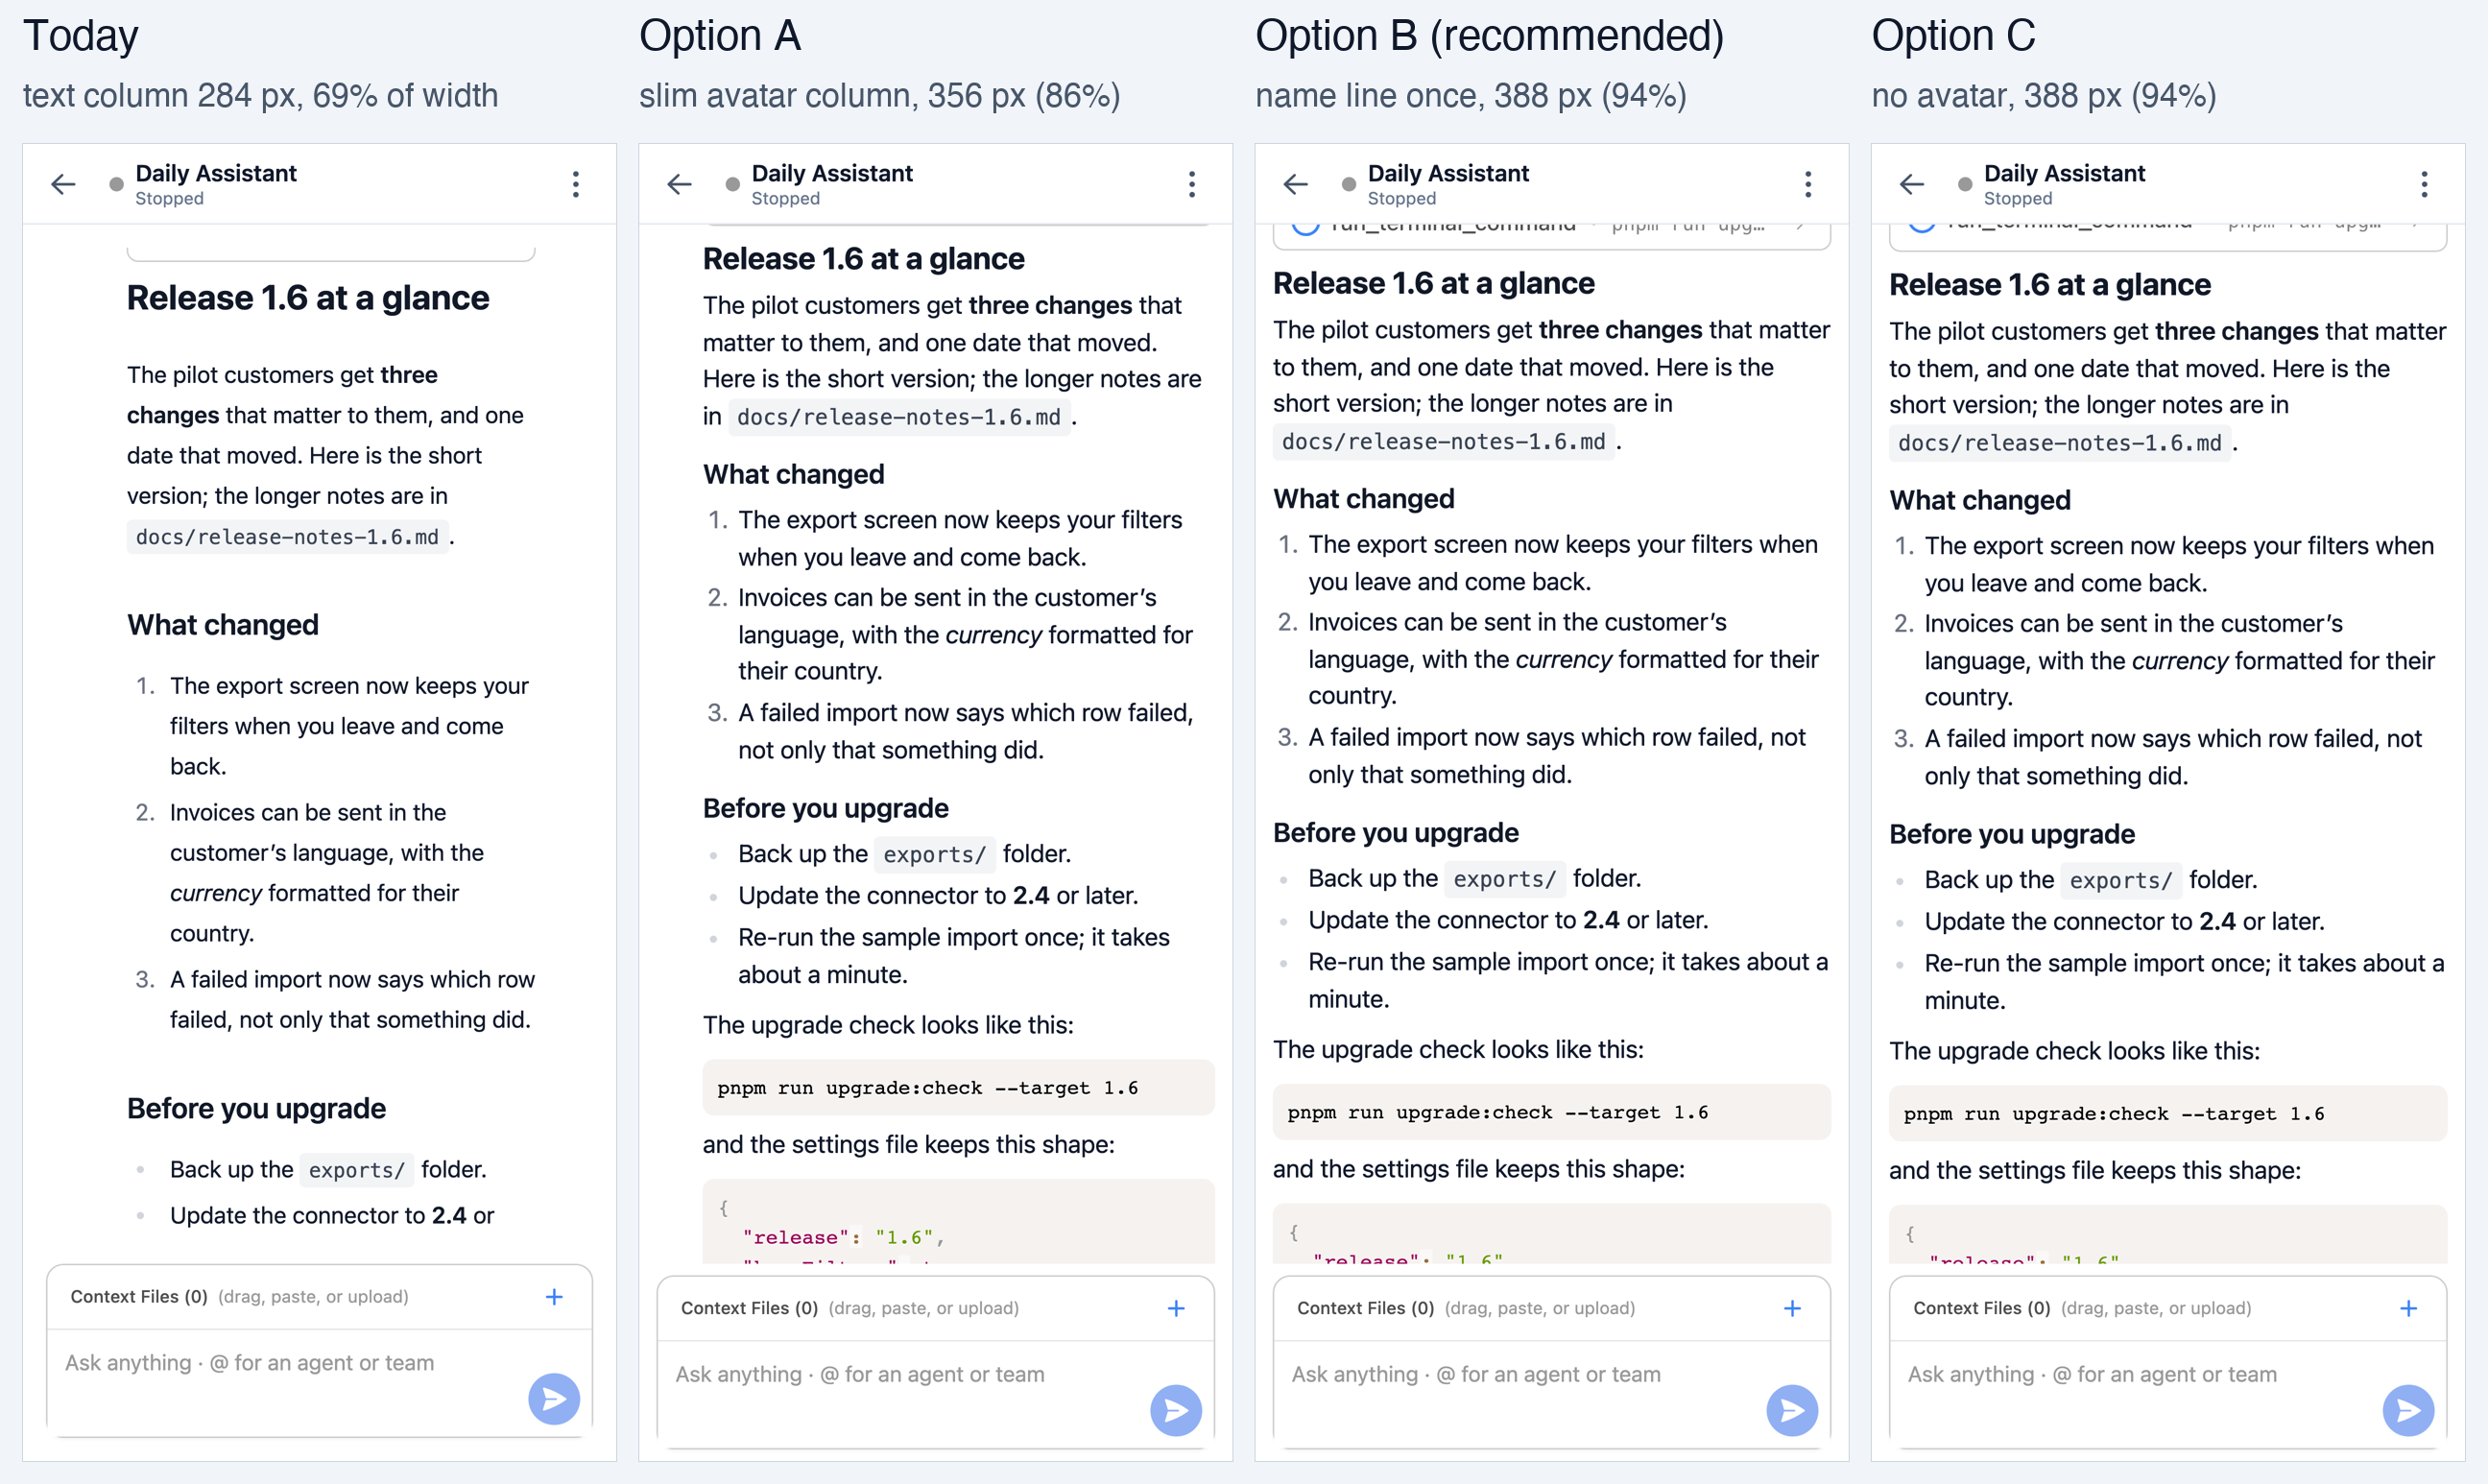 Today
text column 284 px, 69% of width
Daily Assistant
Stopped
Release 1.6 at a glance
The pilot customers get three
changes that matter to them, and one
date that moved. Here is the short
version; the longer notes are in
docs/release-notes-1.6.md.
What changed
1. The export screen now keeps your
filters when you leave and come
back.
2. Invoices can be sent in the
customer’s language, with the
currency formatted for their
country.
3. A failed import now says which row
failed, not only that something did.
Before you upgrade
• Back up the exports/ folder.
• Update the connector to 2.4 or
Context Files (0) (drag, paste, or upload)
Ask anything · @ for an agent or team
Option A
slim avatar column, 356 px (86%)
Daily Assistant
Stopped
Release 1.6 at a glance
The pilot customers get three changes that
matter to them, and one date that moved.
Here is the short version; the longer notes are
in docs/release-notes-1.6.md.
What changed
1. The export screen now keeps your filters
when you leave and come back.
2. Invoices can be sent in the customer’s
language, with the currency formatted for
their country.
3. A failed import now says which row failed,
not only that something did.
Before you upgrade
• Back up the exports/ folder.
• Update the connector to 2.4 or later.
• Re-run the sample import once; it takes
about a minute.
The upgrade check looks like this:
pnpm run upgrade:check --target 1.6
and the settings file keeps this shape:
{
"release": "1.6",
Context Files (0) (drag, paste, or upload)
Ask anything · @ for an agent or team
Option B (recommended)
name line once, 388 px (94%)
Daily Assistant
Stopped
run_terminal_command · pnpm run upg…
Release 1.6 at a glance
The pilot customers get three changes that matter
to them, and one date that moved. Here is the
short version; the longer notes are in
docs/release-notes-1.6.md.
What changed
1. The export screen now keeps your filters when
you leave and come back.
2. Invoices can be sent in the customer’s
language, with the currency formatted for their
country.
3. A failed import now says which row failed, not
only that something did.
Before you upgrade
• Back up the exports/ folder.
• Update the connector to 2.4 or later.
• Re-run the sample import once; it takes about a
minute.
The upgrade check looks like this:
pnpm run upgrade:check --target 1.6
and the settings file keeps this shape:
{
"release": "1.6"
Context Files (0) (drag, paste, or upload)
Ask anything · @ for an agent or team
Option C
no avatar, 388 px (94%)
Daily Assistant
Stopped
run_terminal_command · pnpm run upg…
Release 1.6 at a glance
The pilot customers get three changes that matter
to them, and one date that moved. Here is the
short version; the longer notes are in
docs/release-notes-1.6.md.
What changed
1. The export screen now keeps your filters when
you leave and come back.
2. Invoices can be sent in the customer’s
language, with the currency formatted for their
country.
3. A failed import now says which row failed, not
only that something did.
Before you upgrade
• Back up the exports/ folder.
• Update the connector to 2.4 or later.
• Re-run the sample import once; it takes about a
minute.
The upgrade check looks like this:
pnpm run upgrade:check --target 1.6
and the settings file keeps this shape:
{
"release": "1.6"
Context Files (0) (drag, paste, or upload)
Ask anything · @ for an agent or team